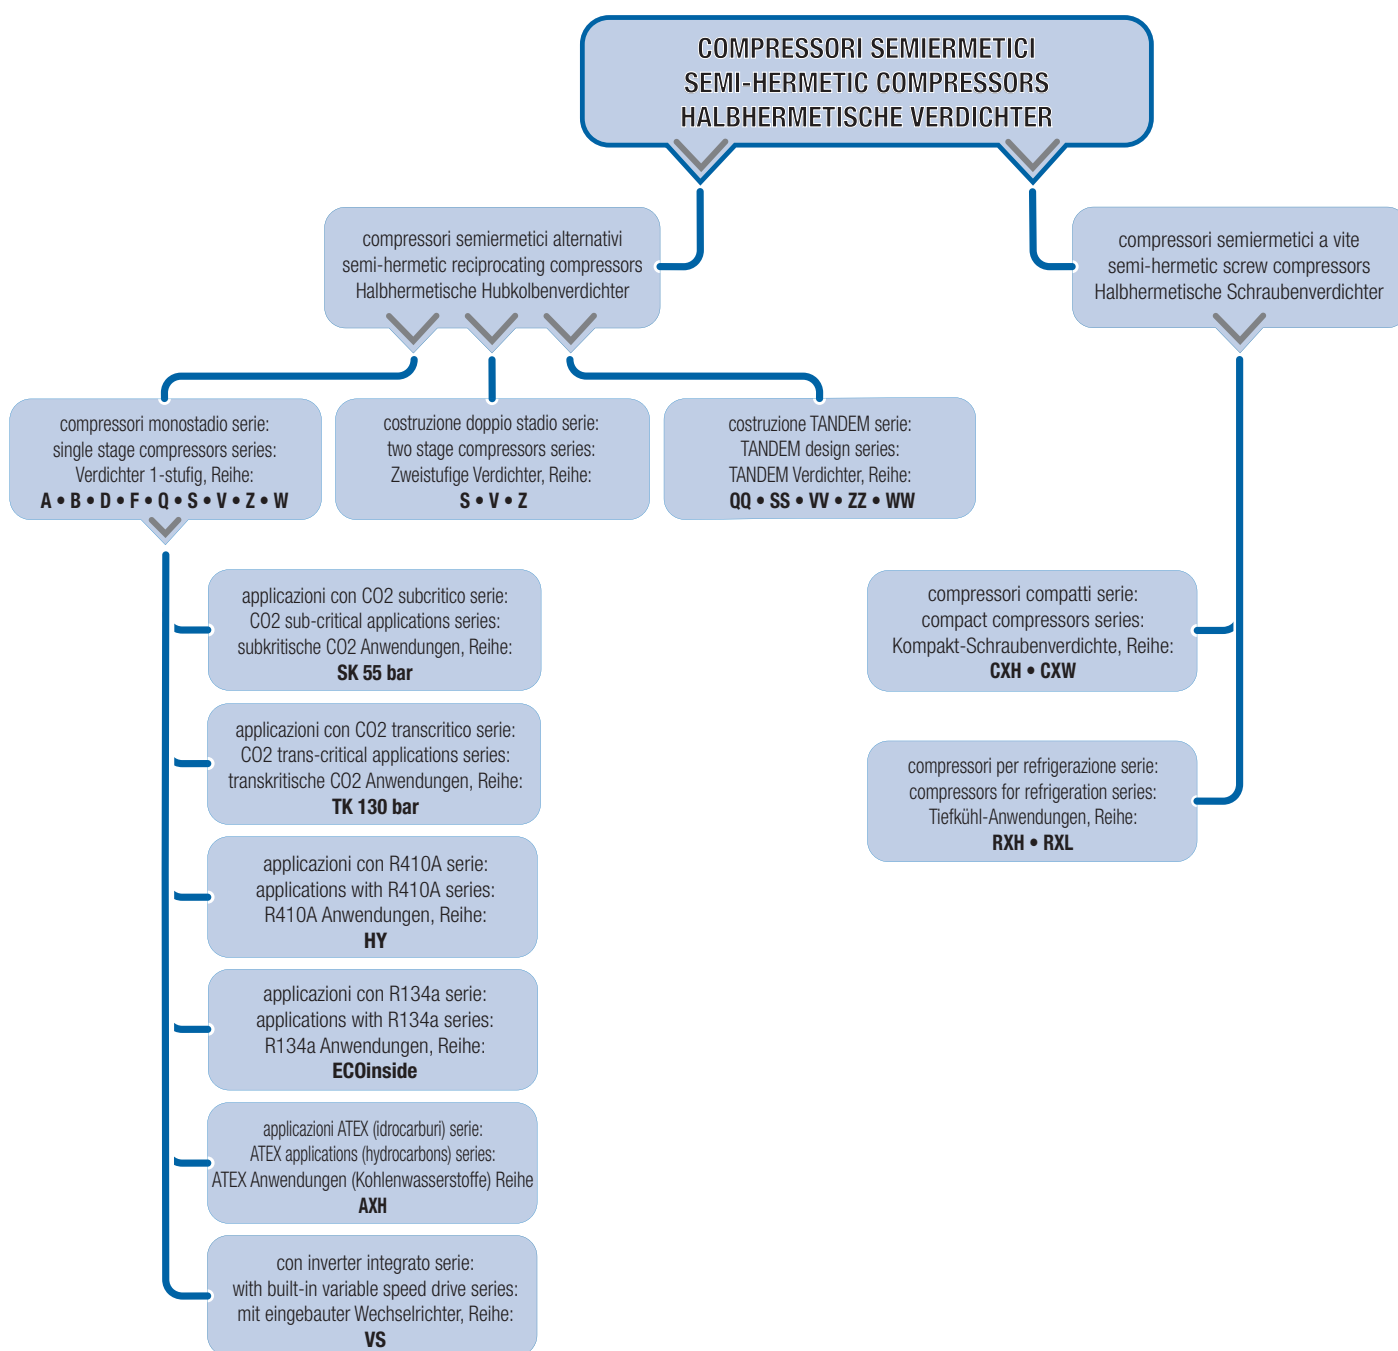 COMPRESSORI SEMIERMETICI
SEMI-HERMETIC COMPRESSORS
HALBHERMETISCHE VERDICHTER
compressori semiermetici alternativi
semi-hermetic reciprocating compressors
Halbhermetische Hubkolbenverdichter
compressori semiermetici a vite
semi-hermetic screw compressors
Halbhermetische Schraubenverdichter
compressori monostadio serie:
single stage compressors series:
Verdichter 1-stufig, Reihe:
A • B • D • F • Q • S • V • Z • W
costruzione doppio stadio serie:
two stage compressors series:
Zweistufige Verdichter, Reihe:
S • V • Z
costruzione TANDEM serie:
TANDEM design series:
TANDEM Verdichter, Reihe:
QQ • SS • VV • ZZ • WW
applicazioni con CO2 subcritico serie:
CO2 sub-critical applications series:
subkritische CO2 Anwendungen, Reihe:
SK 55 bar
applicazioni con CO2 transcritico serie:
CO2 trans-critical applications series:
transkritische CO2 Anwendungen, Reihe:
TK 130 bar
applicazioni con R410A serie:
applications with R410A series:
R410A Anwendungen, Reihe:
HY
applicazioni con R134a serie:
applications with R134a series:
R134a Anwendungen, Reihe:
ECOinside
applicazioni ATEX (idrocarburi) serie:
ATEX applications (hydrocarbons) series:
ATEX Anwendungen (Kohlenwasserstoffe) Reihe
AXH
con inverter integrato serie:
with built-in variable speed drive series:
mit eingebauter Wechselrichter, Reihe:
VS
compressori compatti serie:
compact compressors series:
Kompakt-Schraubenverdichte, Reihe:
CXH • CXW
compressori per refrigerazione serie:
compressors for refrigeration series:
Tiefkühl-Anwendungen, Reihe:
RXH • RXL